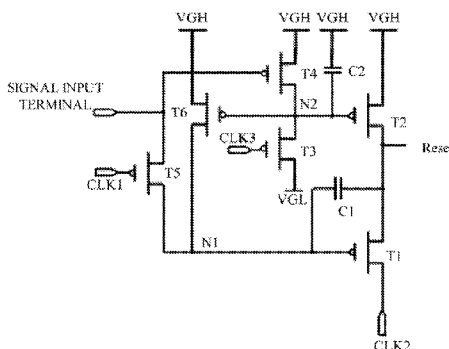 VGH VGH VGH VGH
T4
C2
SIGNAL INPUT
TERMINAL
T6
N2
T2
CLK3
T3
Rese
CLK1
T5
VGL
C1
N1
T1
CLK2